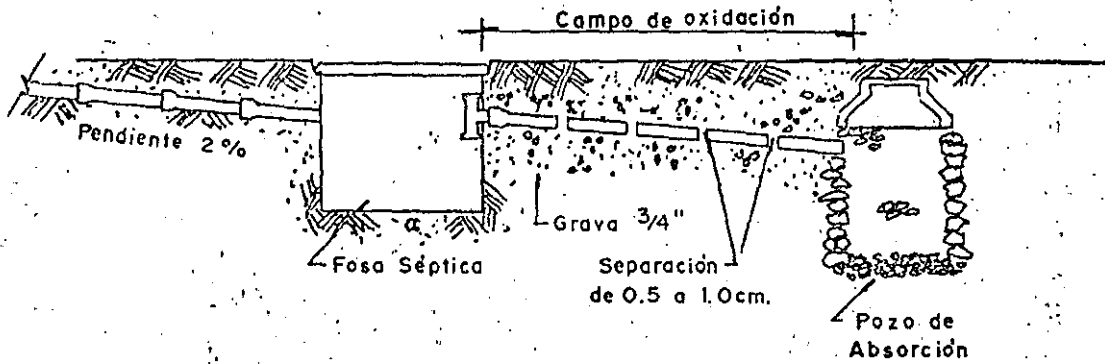 Campo de oxidación
Pendiente 2%
Grava 3/4"
Fosa Séptica
Separación
de 0.5 a 1.0cm.
Pozo de
Absorción